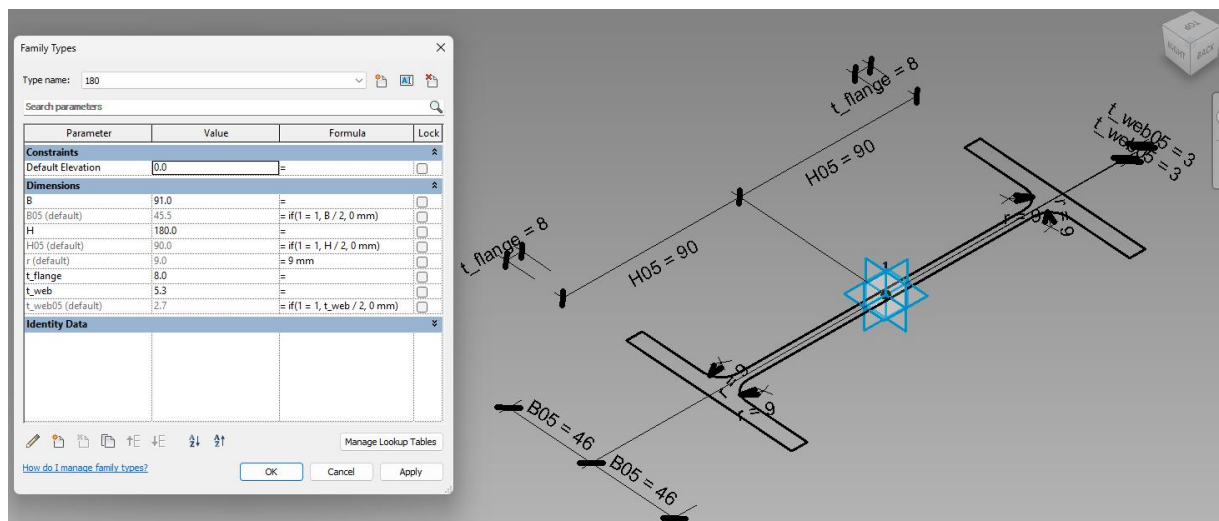 Family Types
Type name: 180
Search parameters
Parameter Value Formula Lock
Constraints
Default Elevation 0.0 =
Dimensions
B 91.0 =
B05 (default) 45.5 = if(1 = 1, B / 2, 0 mm)
H 180.0 =
H05 (default) 90.0 = if(1 = 1, H / 2, 0 mm)
r (default) 9.0 = 9 mm
t_flange 8.0 =
t_web 5.3 =
t_web05 (default) 2.7 = if(1 = 1, t_web / 2, 0 mm)
Identity Data
Manage Lookup Tables
How do I manage family types?
OK Cancel Apply
t_flange = 8
H05 = 90
t_web05 = 3
t_web05 = 3
H05 = 90
t_flange = 8
r = 9
r = 9
r = 9
r = 9
B05 = 46
B05 = 46
TOP
RIGHT
BACK